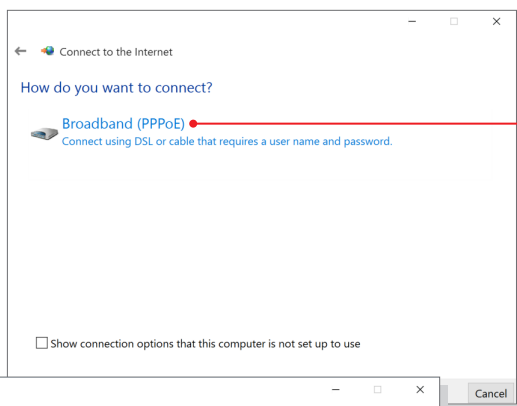 Connect to the Internet
How do you want to connect?
Broadband (PPPoE)
Connect using DSL or cable that requires a user name and password.
Show connection options that this computer is not set up to use
Cancel